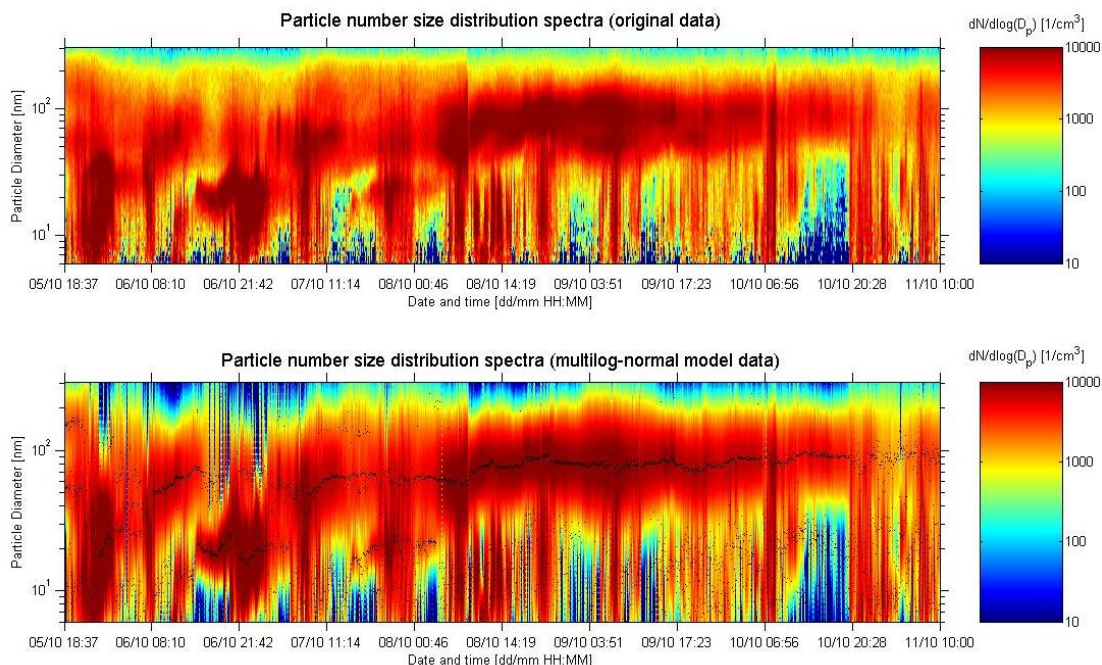 Particle number size distribution spectra (original data)
dN/dlog(D_p) [1/cm³]
Particle Diameter [nm]
10²
10¹
10000
1000
100
10
05/10 18:37 06/10 08:10 06/10 21:42 07/10 11:14 08/10 00:46 08/10 14:19 09/10 03:51 09/10 17:23 10/10 06:56 10/10 20:28 11/10 10:00
Date and time [dd/mm HH:MM]
Particle number size distribution spectra (multilog-normal model data)
dN/dlog(D_p) [1/cm³]
Particle Diameter [nm]
10²
10¹
10000
1000
100
10
05/10 18:37 06/10 08:10 06/10 21:42 07/10 11:14 08/10 00:46 08/10 14:19 09/10 03:51 09/10 17:23 10/10 06:56 10/10 20:28 11/10 10:00
Date and time [dd/mm HH:MM]